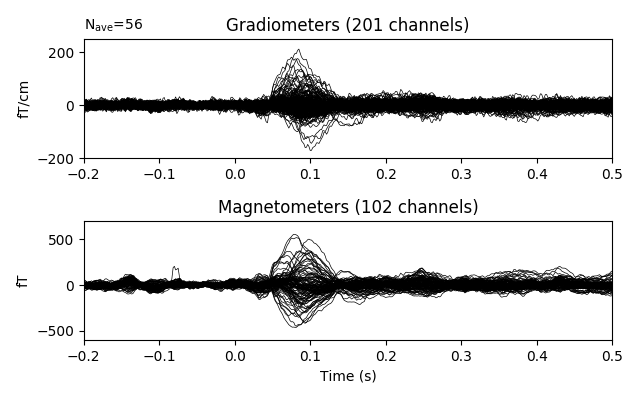 N_ave=56
Gradiometers (201 channels)
200
0
−200
fT/cm
−0.2 −0.1 0.0 0.1 0.2 0.3 0.4 0.5
Magnetometers (102 channels)
500
0
−500
fT
−0.2 −0.1 0.0 0.1 0.2 0.3 0.4 0.5
Time (s)